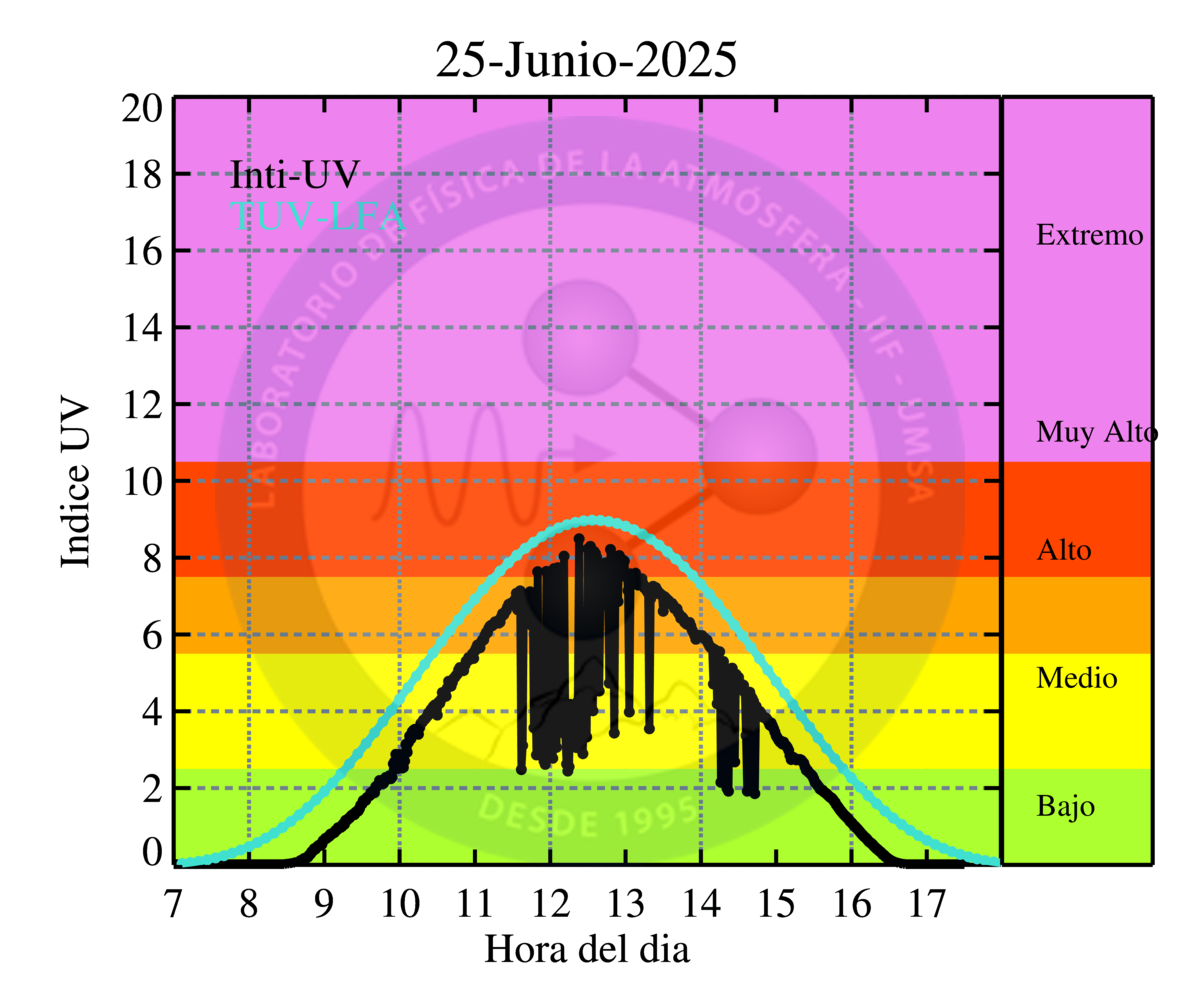 25-Junio-2025
Inti-UV
TUV-LFA
LABORATORIO DE FÍSICA DE LA ATMÓSFERA - IIF - UMSA
DESDE 1995
Indice UV
20
18
16
14
12
10
8
6
4
2
0
Extremo
Muy Alto
Alto
Medio
Bajo
7 8 9 10 11 12 13 14 15 16 17
Hora del dia